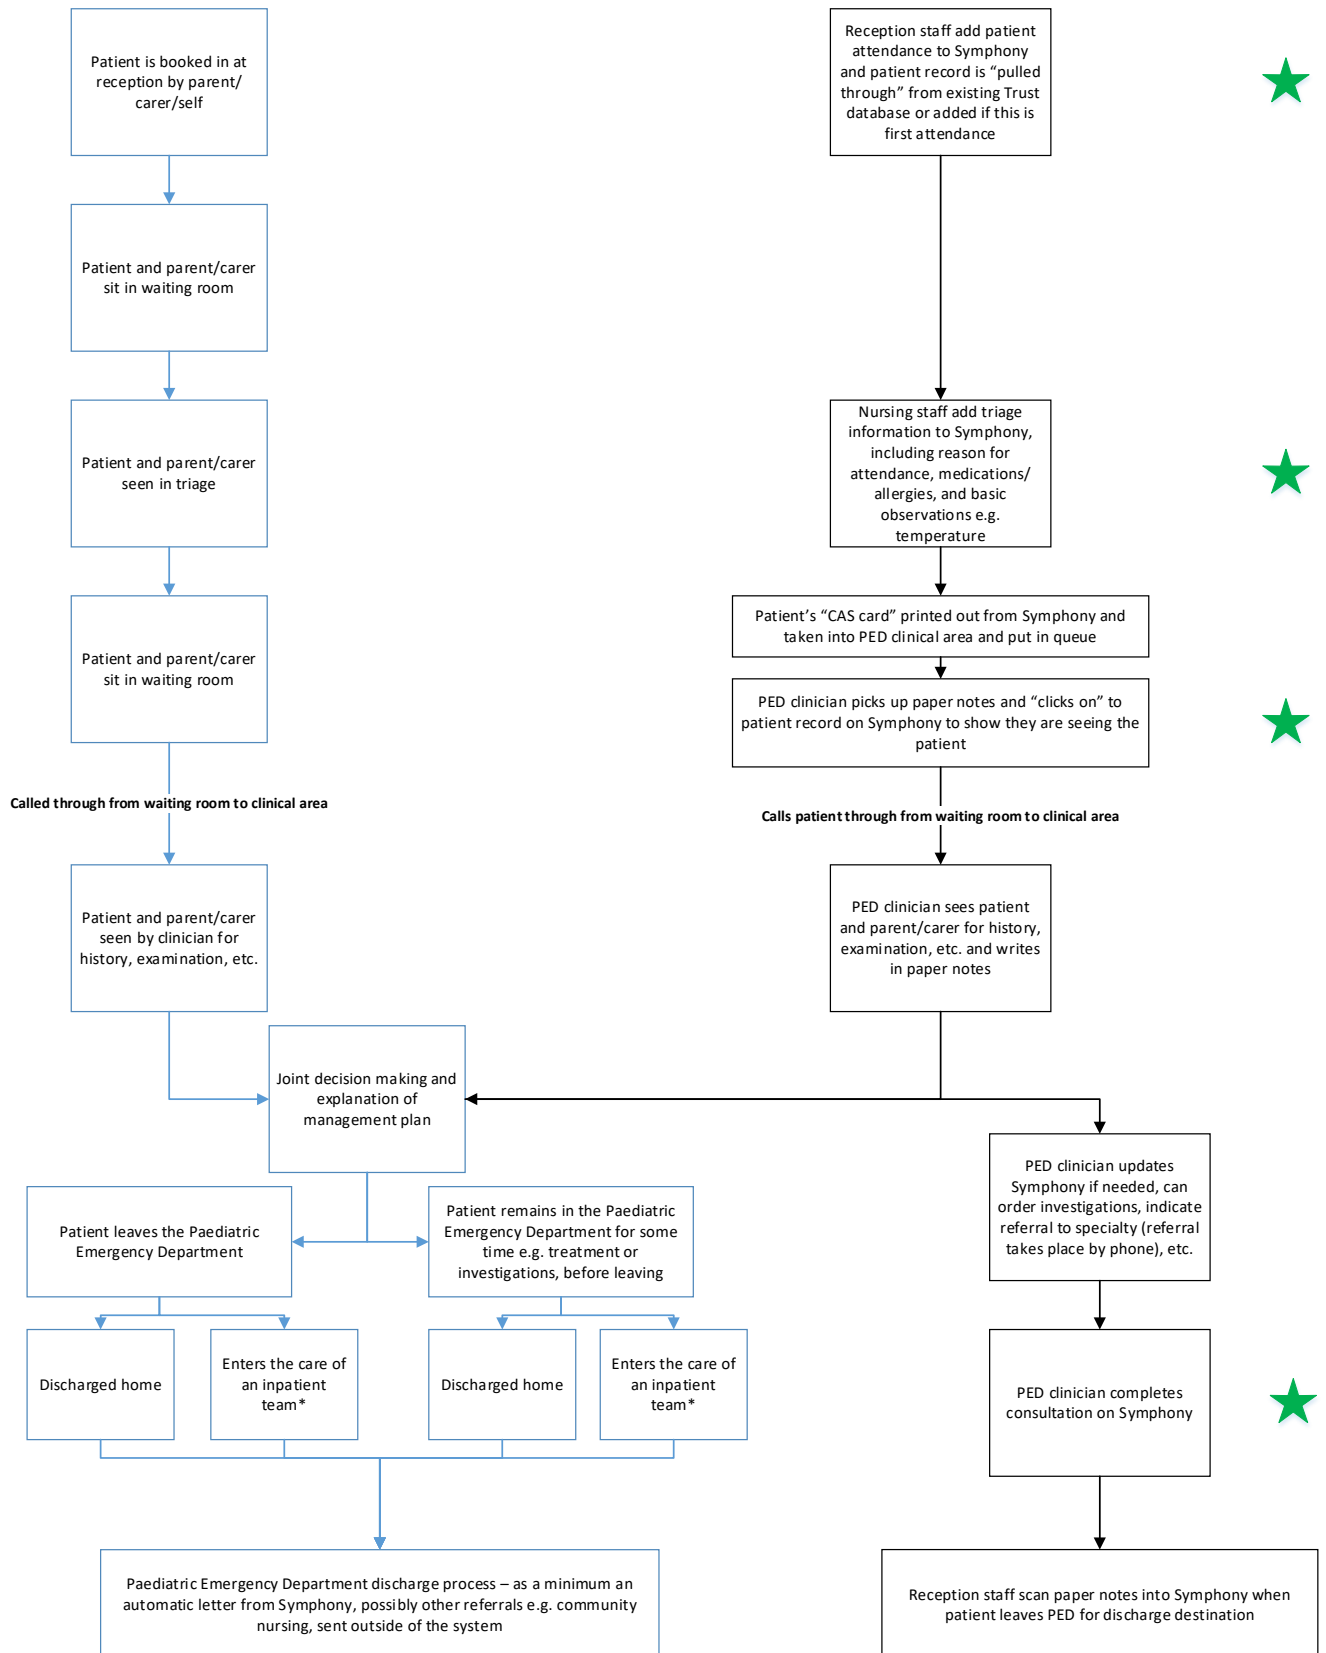 Patient is booked in at
reception by parent/
carer/self
Reception staff add patient
attendance to Symphony
and patient record is “pulled
through” from existing Trust
database or added if this is
first attendance
Patient and parent/carer
sit in waiting room
Patient and parent/carer
seen in triage
Nursing staff add triage
information to Symphony,
including reason for
attendance, medications/
allergies, and basic
observations e.g.
temperature
Patient and parent/carer
sit in waiting room
Patient’s “CAS card” printed out from Symphony and
taken into PED clinical area and put in queue
PED clinician picks up paper notes and “clicks on” to
patient record on Symphony to show they are seeing the
patient
Called through from waiting room to clinical area
Calls patient through from waiting room to clinical area
Patient and parent/carer
seen by clinician for
history, examination, etc.
PED clinician sees patient
and parent/carer for history,
examination, etc. and writes
in paper notes
Joint decision making and
explanation of
management plan
PED clinician updates
Symphony if needed, can
order investigations, indicate
referral to specialty (referral
takes place by phone), etc.
Patient leaves the Paediatric
Emergency Department
Patient remains in the Paediatric
Emergency Department for some
time e.g. treatment or
investigations, before leaving
Discharged home
Enters the care of
an inpatient
team*
Discharged home
Enters the care of
an inpatient
team*
PED clinician completes
consultation on Symphony
Paediatric Emergency Department discharge process – as a minimum an
automatic letter from Symphony, possibly other referrals e.g. community
nursing, sent outside of the system
Reception staff scan paper notes into Symphony when
patient leaves PED for discharge destination